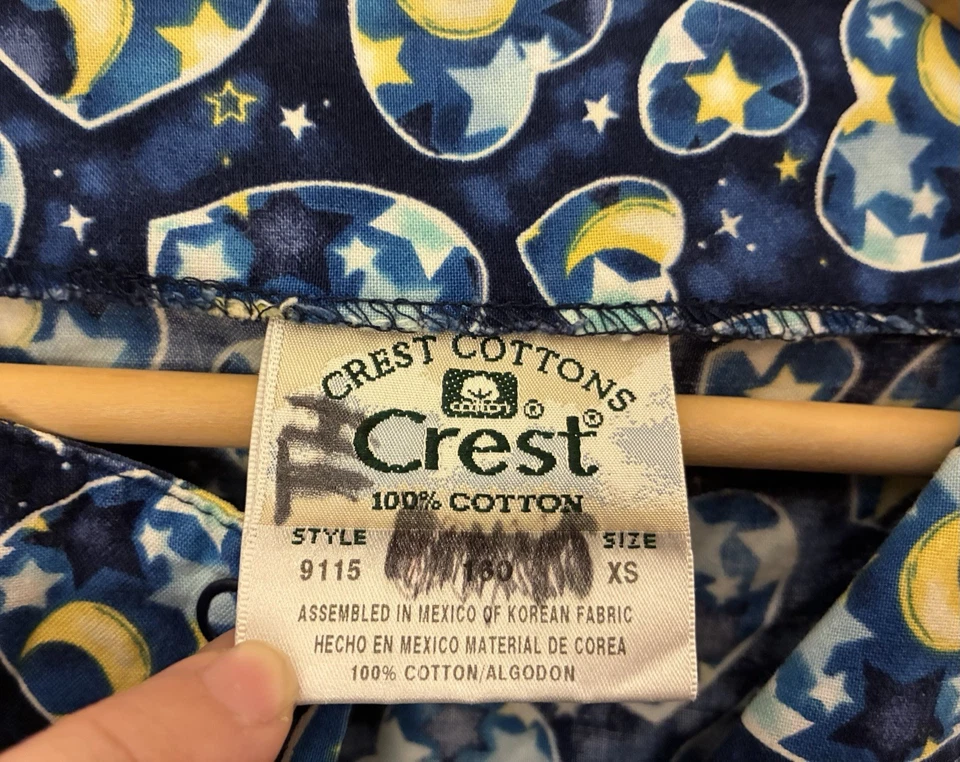 CREST COTTONS
COTTON
®
Crest®
100% COTTON
STYLE SIZE
9115 XS
ASSEMBLED IN MEXICO OF KOREAN FABRIC
HECHO EN MEXICO MATERIAL DE COREA
100% COTTON/ALGODON